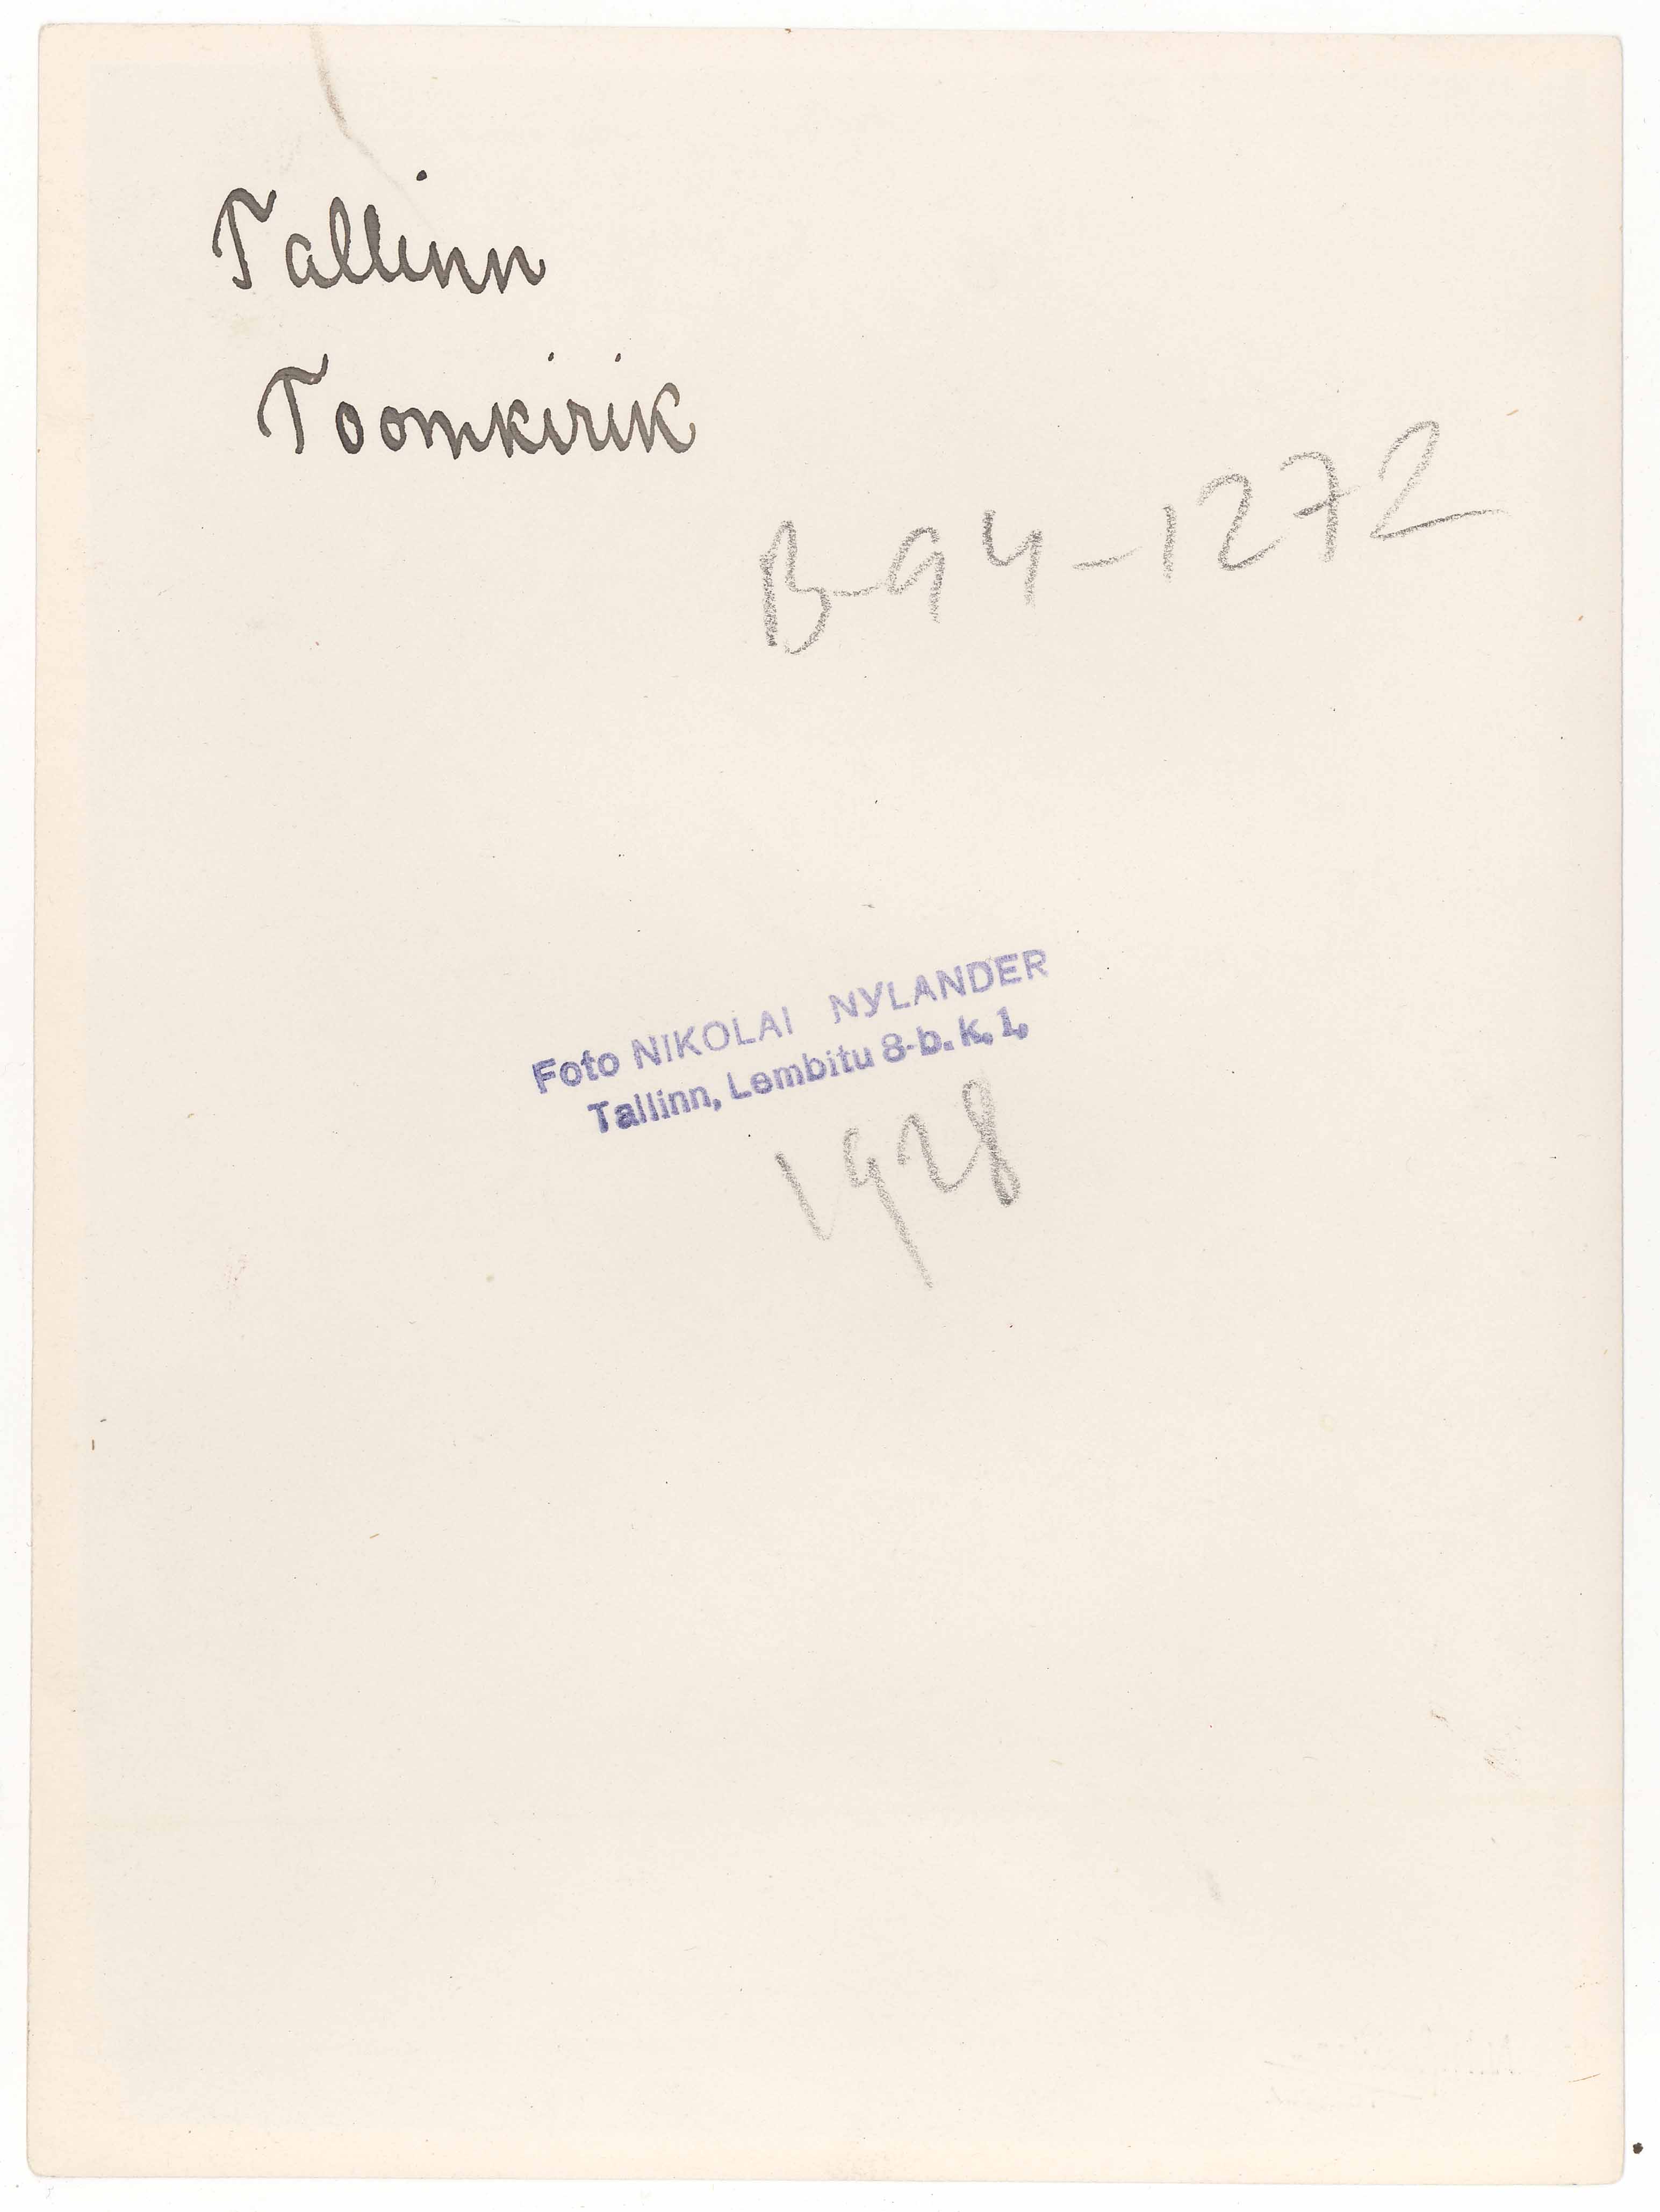 Tallinn
Toomkirik
B-94-1272
Foto NIKOLAI NYLANDER
Tallinn, Lembitu 8-b. k. 1.
1928